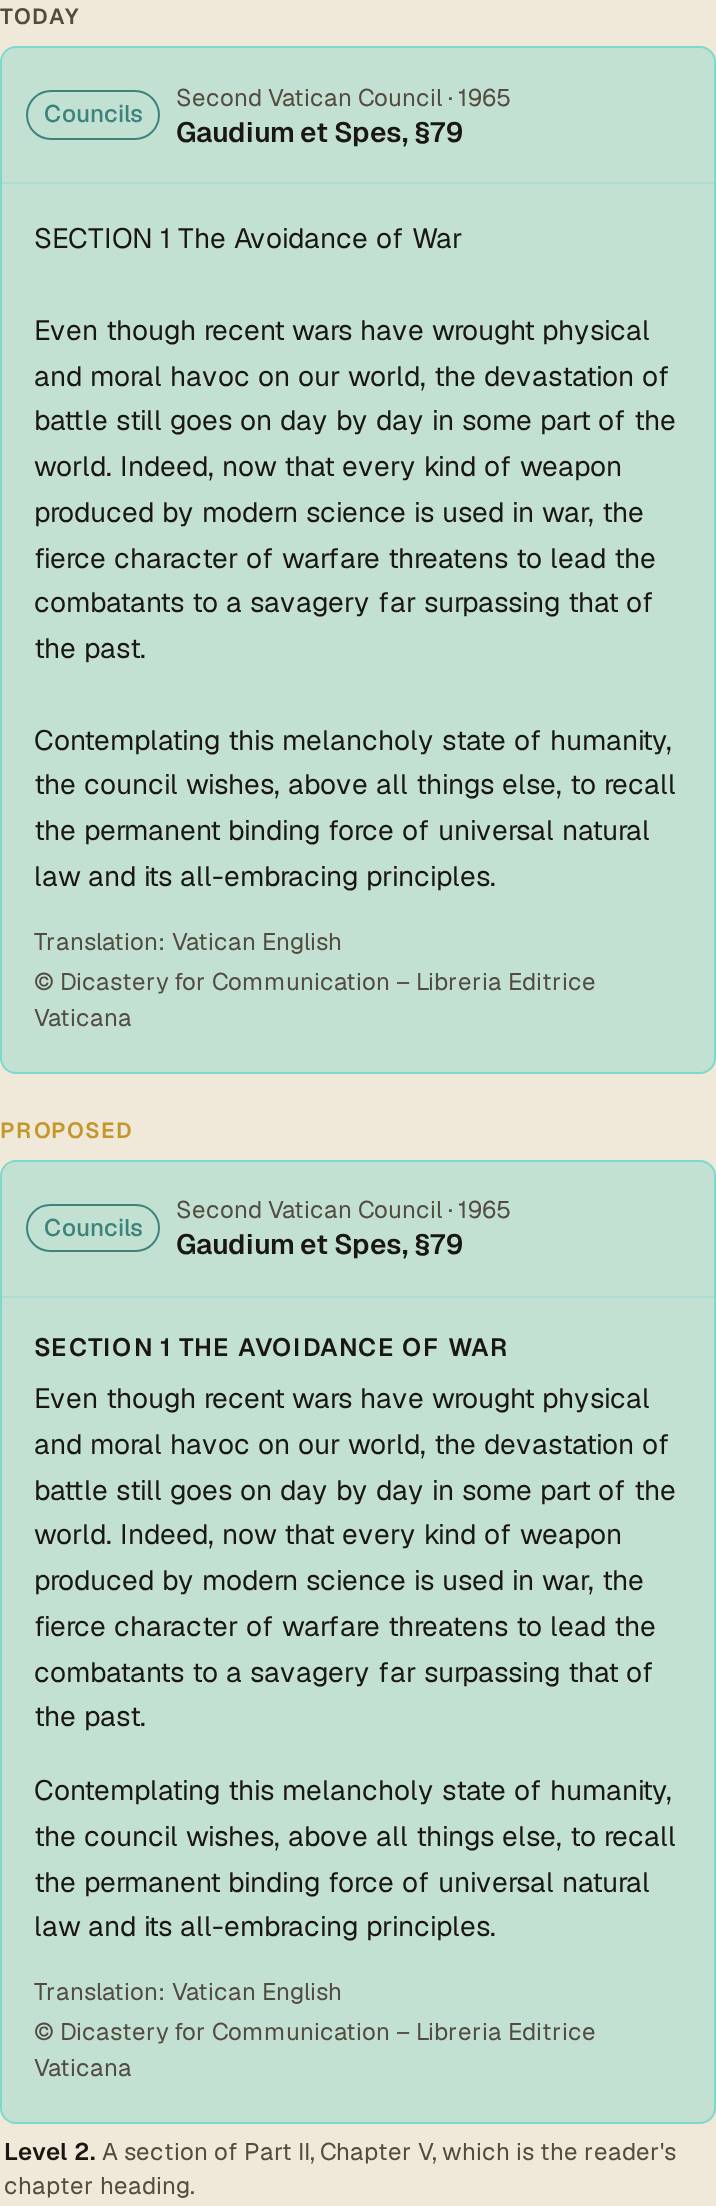 TODAY
Councils
Second Vatican Council · 1965
Gaudium et Spes, §79
SECTION 1 The Avoidance of War
Even though recent wars have wrought physical
and moral havoc on our world, the devastation of
battle still goes on day by day in some part of the
world. Indeed, now that every kind of weapon
produced by modern science is used in war, the
fierce character of warfare threatens to lead the
combatants to a savagery far surpassing that of
the past.
Contemplating this melancholy state of humanity,
the council wishes, above all things else, to recall
the permanent binding force of universal natural
law and its all-embracing principles.
Translation: Vatican English
© Dicastery for Communication – Libreria Editrice
Vaticana
PROPOSED
Councils
Second Vatican Council · 1965
Gaudium et Spes, §79
SECTION 1 THE AVOIDANCE OF WAR
Even though recent wars have wrought physical
and moral havoc on our world, the devastation of
battle still goes on day by day in some part of the
world. Indeed, now that every kind of weapon
produced by modern science is used in war, the
fierce character of warfare threatens to lead the
combatants to a savagery far surpassing that of
the past.
Contemplating this melancholy state of humanity,
the council wishes, above all things else, to recall
the permanent binding force of universal natural
law and its all-embracing principles.
Translation: Vatican English
© Dicastery for Communication – Libreria Editrice
Vaticana
Level 2. A section of Part II, Chapter V, which is the reader's
chapter heading.